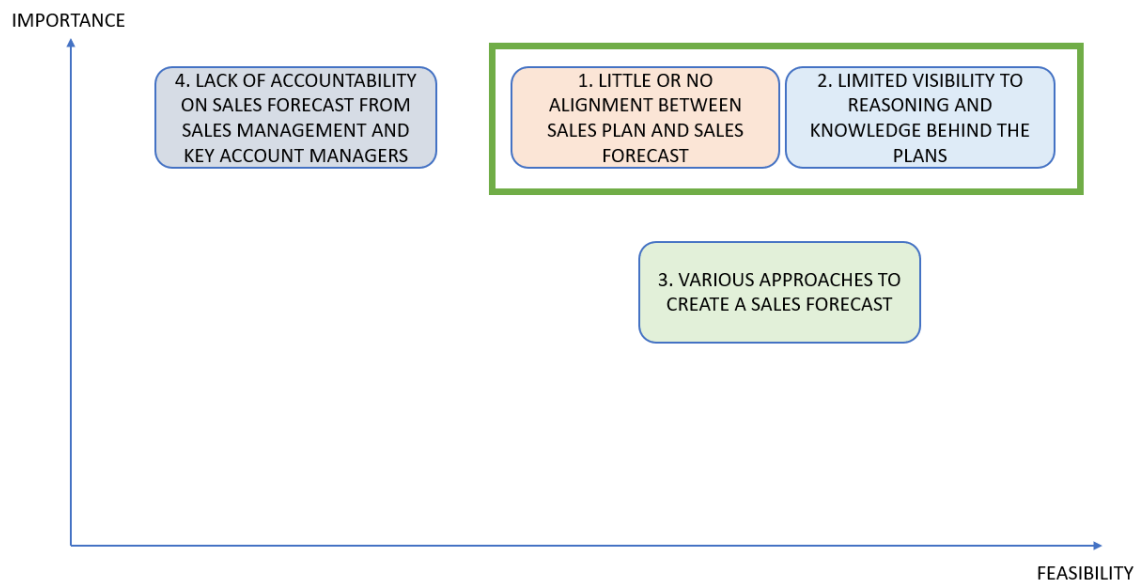 IMPORTANCE
4. LACK OF ACCOUNTABILITY
ON SALES FORECAST FROM
SALES MANAGEMENT AND
KEY ACCOUNT MANAGERS
1. LITTLE OR NO
ALIGNMENT BETWEEN
SALES PLAN AND SALES
FORECAST
2. LIMITED VISIBILITY TO
REASONING AND
KNOWLEDGE BEHIND THE
PLANS
3. VARIOUS APPROACHES TO
CREATE A SALES FORECAST
FEASIBILITY